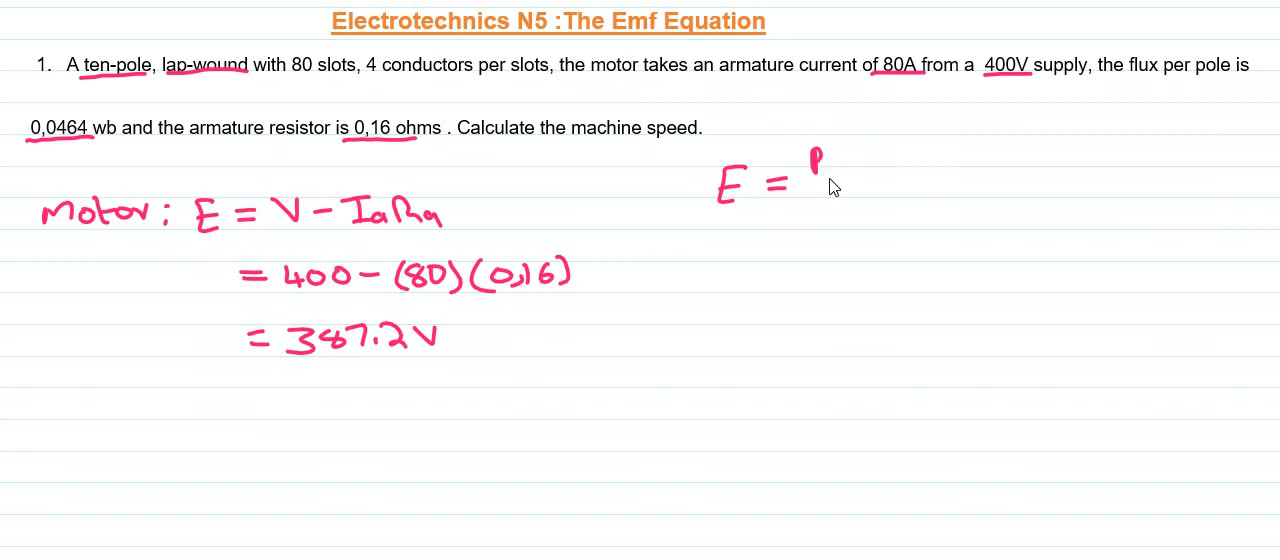 Electrotechnics N5 :The Emf Equation
1. A ten-pole, lap-wound with 80 slots, 4 conductors per slots, the motor takes an armature current of 80A from a 400V supply, the flux per pole is
0,0464 wb and the armature resistor is 0,16 ohms . Calculate the machine speed.
E = P
Motor : E = V - IaRa
= 400 - (80)(0,16)
= 387.2V